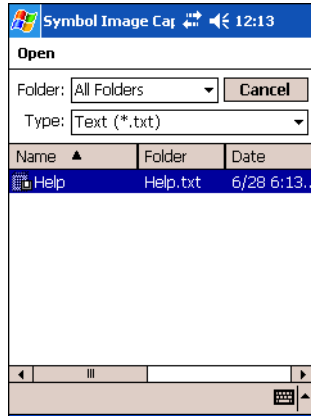 Symbol Image Cap 12:13
Open
Folder: All Folders Cancel
Type: Text (*.txt)
Name Folder Date
Help Help.txt 6/28 6:13..